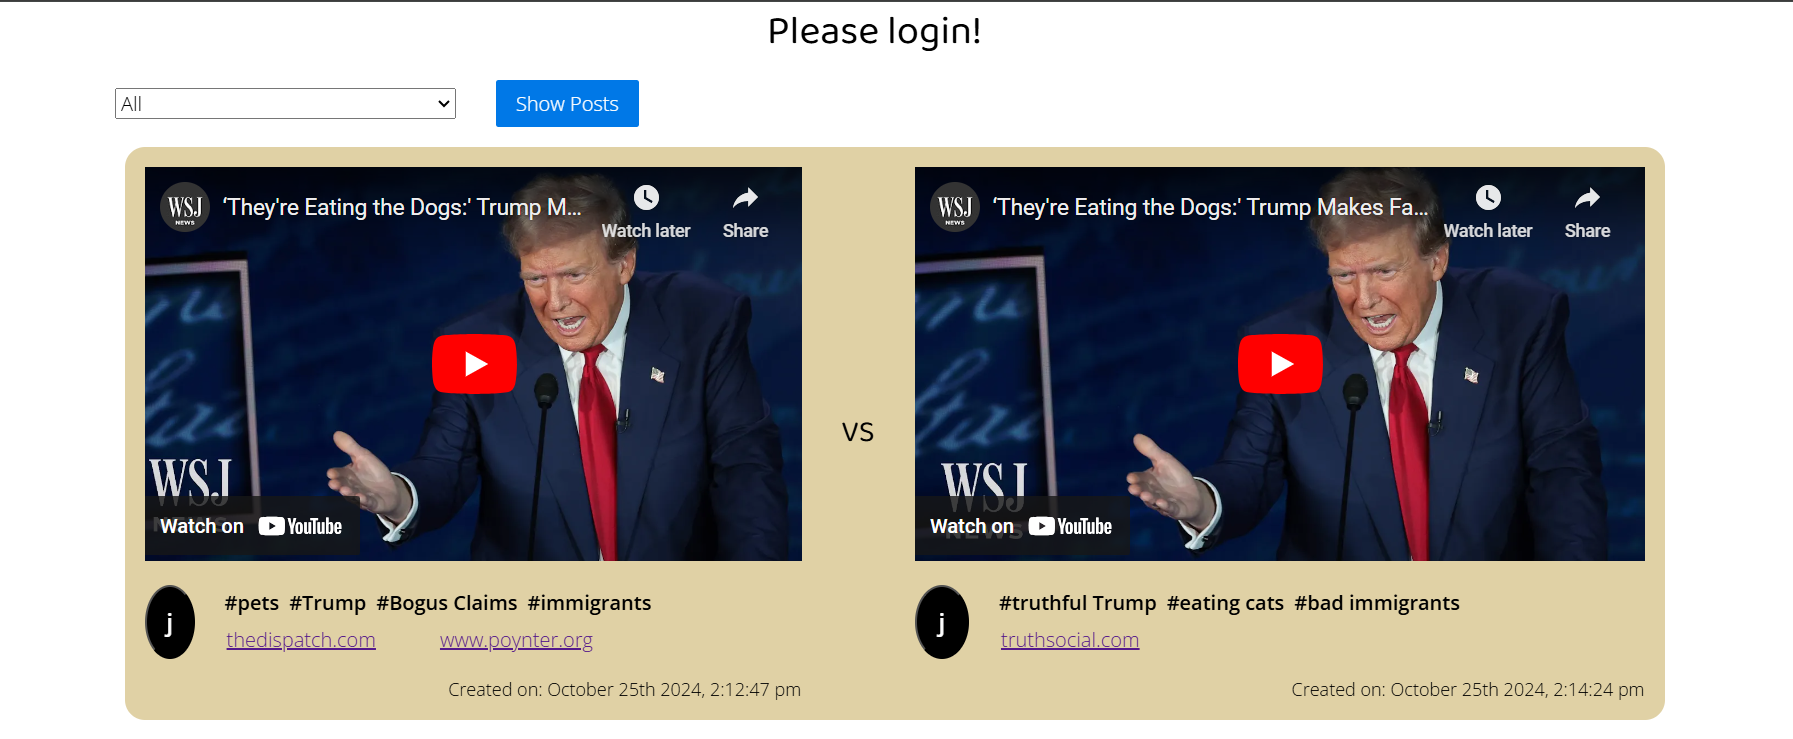 Please login!
All
Show Posts
WSJ NEWS
‘They're Eating the Dogs:' Trump M...
Watch later
Share
WSJ
NEWS
Watch on YouTube
vs
WSJ NEWS
‘They're Eating the Dogs:' Trump Makes Fa...
Watch later
Share
WSJ
NEWS
Watch on YouTube
j
#pets #Trump #Bogus Claims #immigrants
thedispatch.com www.poynter.org
Created on: October 25th 2024, 2:12:47 pm
j
#truthful Trump #eating cats #bad immigrants
truthsocial.com
Created on: October 25th 2024, 2:14:24 pm